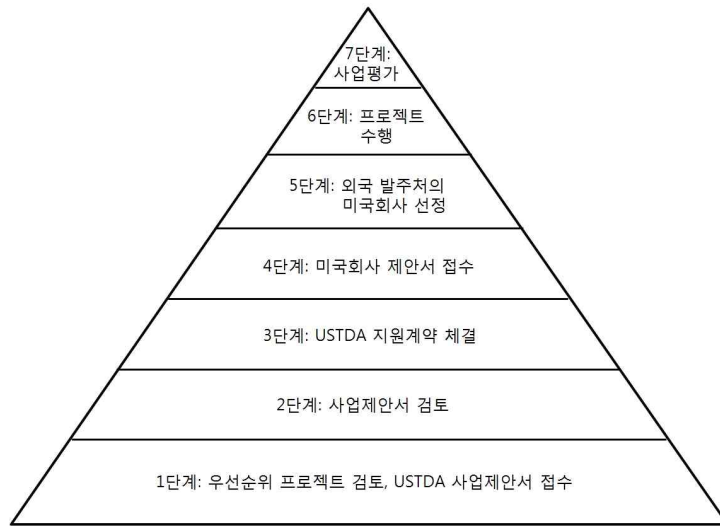 7단계:
사업평가
6단계: 프로젝트
수행
5단계: 외국 발주처의
미국회사 선정
4단계: 미국회사 제안서 접수
3단계: USTDA 지원계약 체결
2단계: 사업제안서 검토
1단계: 우선순위 프로젝트 검토, USTDA 사업제안서 접수